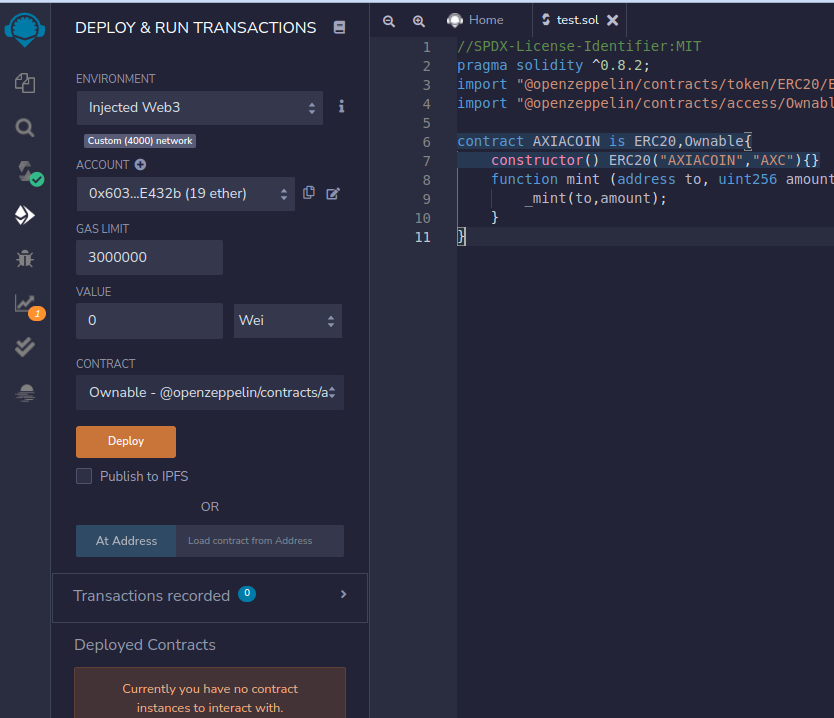 DEPLOY & RUN TRANSACTIONS
ENVIRONMENT
Injected Web3
Custom (4000) network
ACCOUNT
0x603...E432b (19 ether)
GAS LIMIT
3000000
VALUE
0
Wei
CONTRACT
Ownable - @openzeppelin/contracts/a
Deploy
Publish to IPFS
OR
At Address
Load contract from Address
Transactions recorded
0
Deployed Contracts
Currently you have no contract
instances to interact with.
1
Home
test.sol
1 //SPDX-License-Identifier:MIT
2 pragma solidity ^0.8.2;
3 import "@openzeppelin/contracts/token/ERC20/E
4 import "@openzeppelin/contracts/access/Ownabl
5
6 contract AXIACOIN is ERC20,Ownable{
7 constructor() ERC20("AXIACOIN","AXC"){}
8 function mint (address to, uint256 amount
9 _mint(to,amount);
10 }
11 }